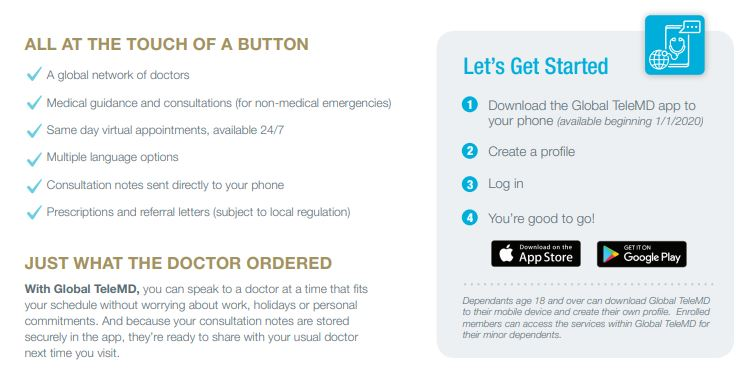 ALL AT THE TOUCH OF A BUTTON
A global network of doctors
Medical guidance and consultations (for non-medical emergencies)
Same day virtual appointments, available 24/7
Multiple language options
Consultation notes sent directly to your phone
Prescriptions and referral letters (subject to local regulation)
JUST WHAT THE DOCTOR ORDERED
With Global TeleMD, you can speak to a doctor at a time that fits
your schedule without worrying about work, holidays or personal
commitments. And because your consultation notes are stored
securely in the app, they're ready to share with your usual doctor
next time you visit.
Let's Get Started
1 Download the Global TeleMD app to
your phone (available beginning 1/1/2020)
2 Create a profile
3 Log in
4 You're good to go!
Download on the
App Store
GET IT ON
Google Play
Dependants age 18 and over can download Global TeleMD
to their mobile device and create their own profile. Enrolled
members can access the services within Global TeleMD for
their minor dependents.